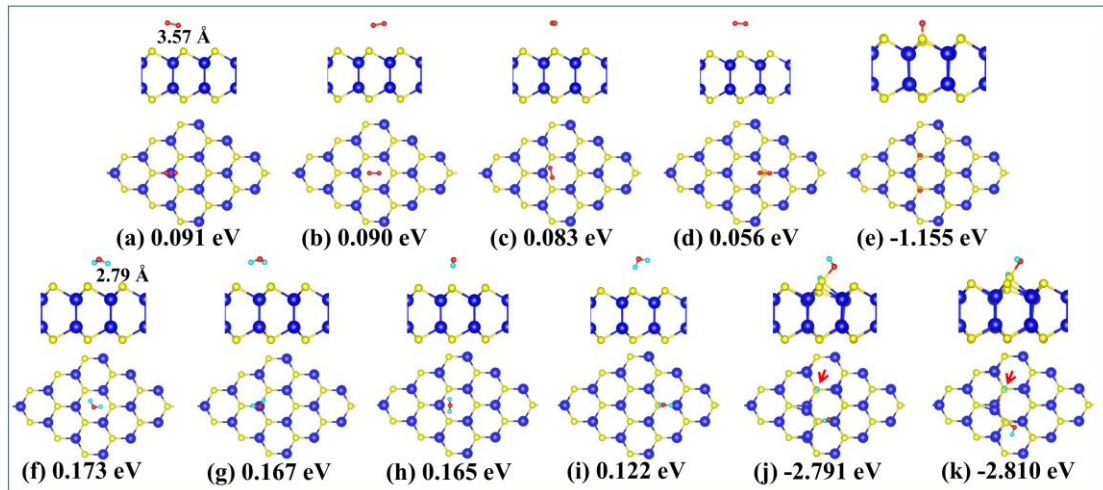 3.57 Å
(a) 0.091 eV (b) 0.090 eV (c) 0.083 eV (d) 0.056 eV (e) -1.155 eV
2.79 Å
(f) 0.173 eV (g) 0.167 eV (h) 0.165 eV (i) 0.122 eV (j) -2.791 eV (k) -2.810 eV